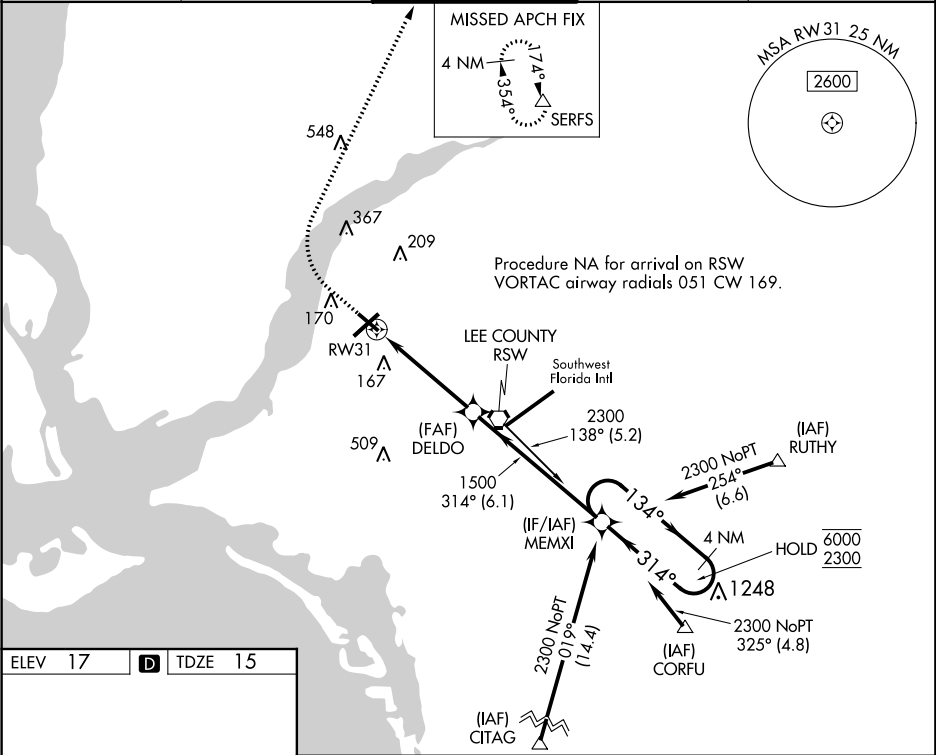 MISSED APCH FIX
4 NM
174°
354°
SERFS
MSA RW31 25 NM
2600
548
367
209
170
RW31
167
509
Procedure NA for arrival on RSW
VORTAC airway radials 051 CW 169.
LEE COUNTY
RSW
Southwest
Florida Intl
(FAF)
DELDO
2300
138° (5.2)
1500
314° (6.1)
(IF/IAF)
MEMXI
(IAF)
RUTHY
2300 NoPT
254°
(6.6)
134°
314°
4 NM
HOLD
6000
2300
1248
2300 NoPT
325° (4.8)
(IAF)
CORFU
2300 NoPT
019°
(14.4)
(IAF)
CITAG
ELEV 17 D TDZE 15